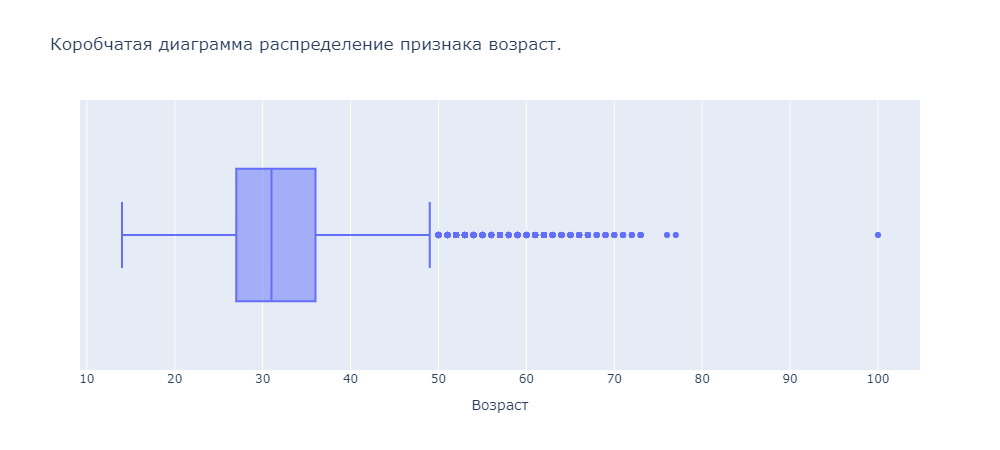 Коробчатая диаграмма распределение признака возраст.
10 20 30 40 50 60 70 80 90 100
Возраст